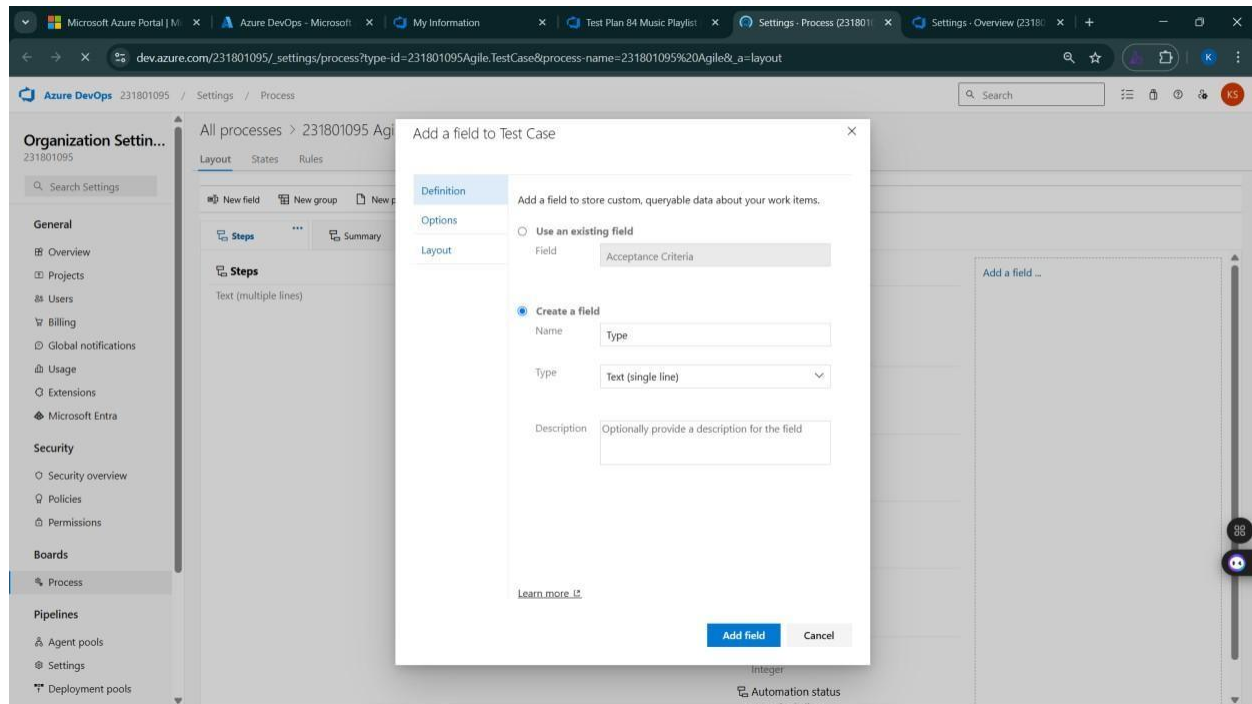 Microsoft Azure Portal | Mi
Azure DevOps - Microsoft
My Information
Test Plan 84 Music Playlist
Settings - Process (231801
Settings - Overview (23180
dev.azure.com/231801095/_settings/process?type-id=231801095Agile.TestCase&process-name=231801095%20Agile&_a=layout
K
Azure DevOps 231801095 / Settings / Process
Search
KS
Organization Settin...
231801095
Search Settings
General
Overview
Projects
Users
Billing
Global notifications
Usage
Extensions
Microsoft Entra
Security
Security overview
Policies
Permissions
Boards
Process
Pipelines
Agent pools
Settings
Deployment pools
All processes > 231801095 Agi
Layout States Rules
New field New group New p
Steps ... Summary
Steps
Text (multiple lines)
Add a field to Test Case
Definition
Options
Layout
Add a field to store custom, queryable data about your work items.
Use an existing field
Field Acceptance Criteria
Create a field
Name Type
Type Text (single line)
Description Optionally provide a description for the field
Learn more
Add field Cancel
Add a field ...
Integer
Automation status